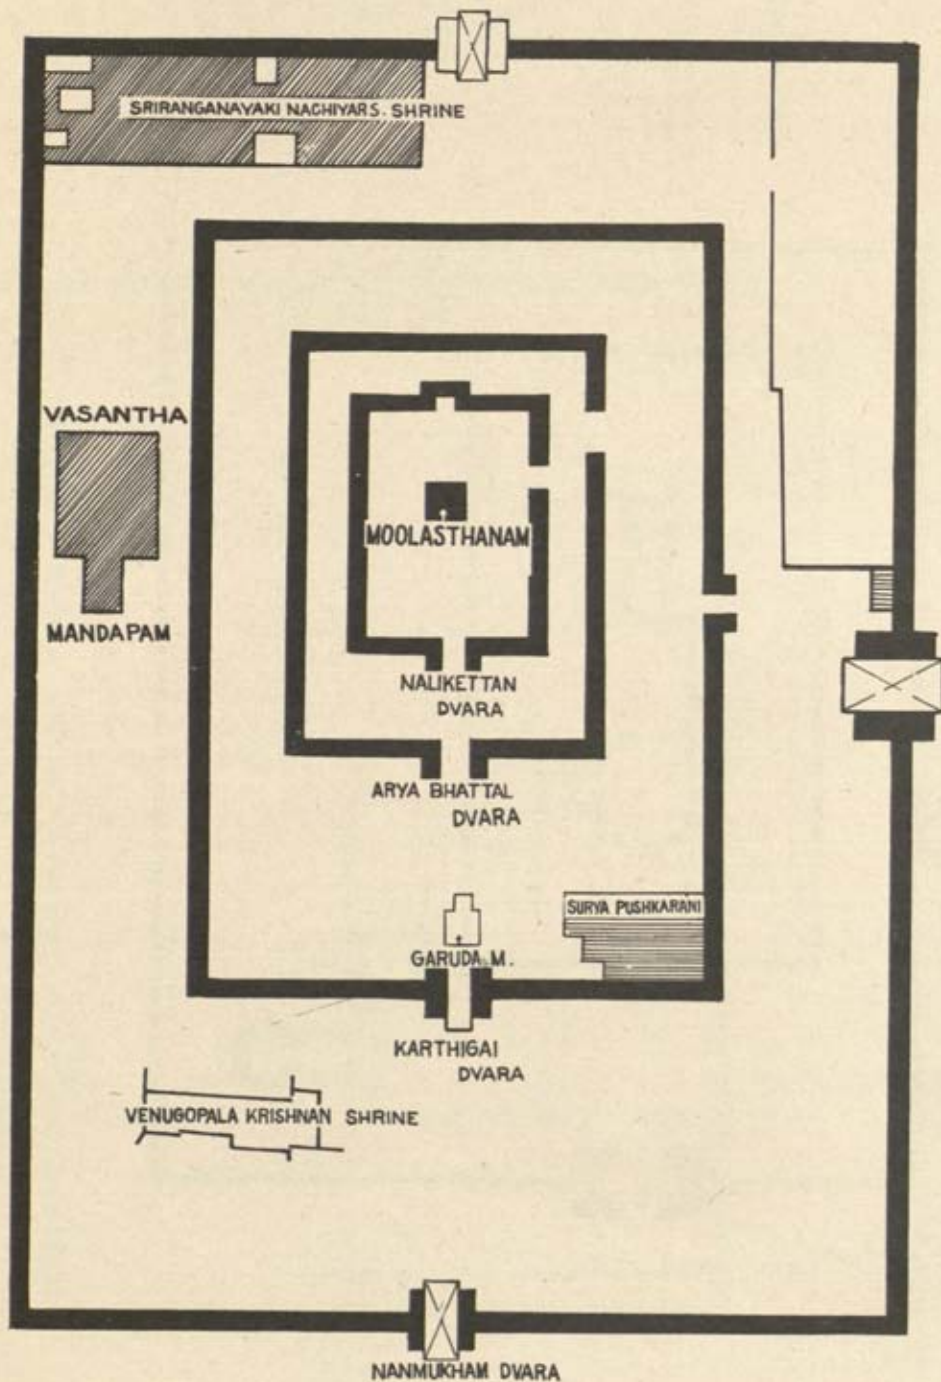 SRIRANGANAYAKI NACHIYARS. SHRINE
VASANTHA
MANDAPAM
MOOLASTHANAM
NALIKETTAN
DVARA
ARYA BHATTAL
DVARA
SURYA PUSHKARANI
GARUDA M.
KARTHIGAI
DVARA
VENUGOPALA KRISHNAN SHRINE
NANMUKHAM DVARA